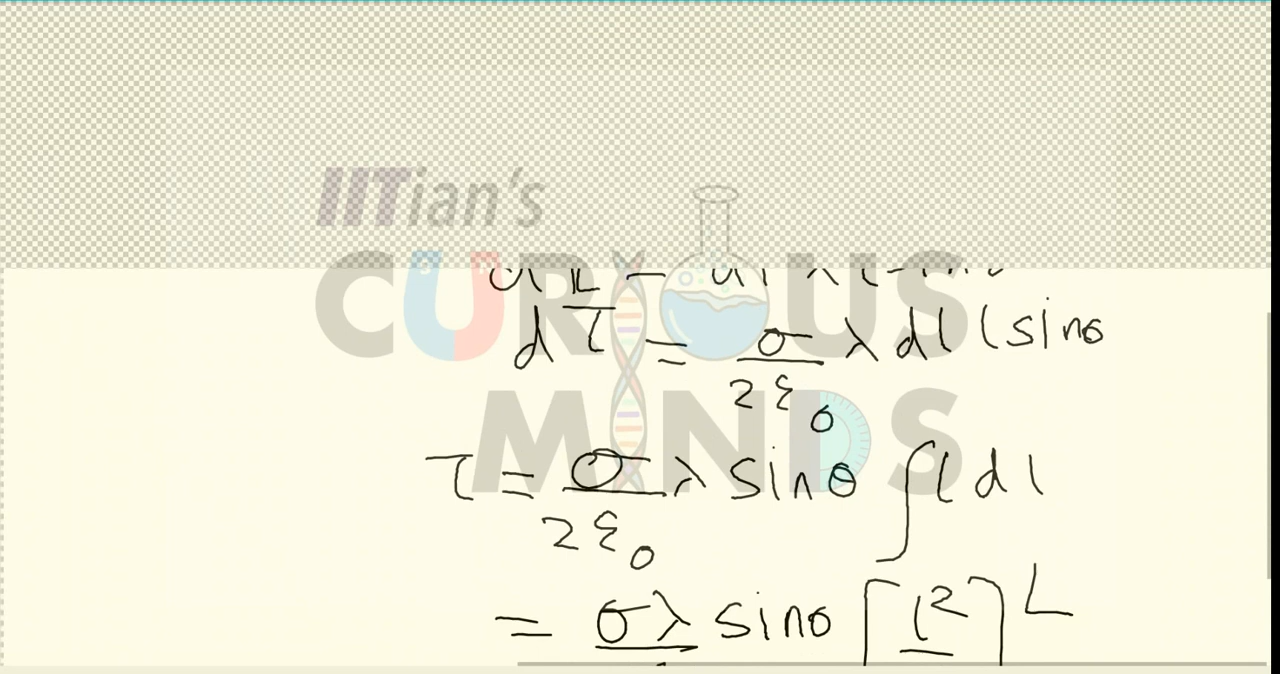 IITian's
CURIOUS
MINDS
dτ = σ/2ε₀ λ dl l sinθ
τ = σ/2ε₀ λ sinθ ∫ l dl
= σλ sinθ [l²]ᴸ